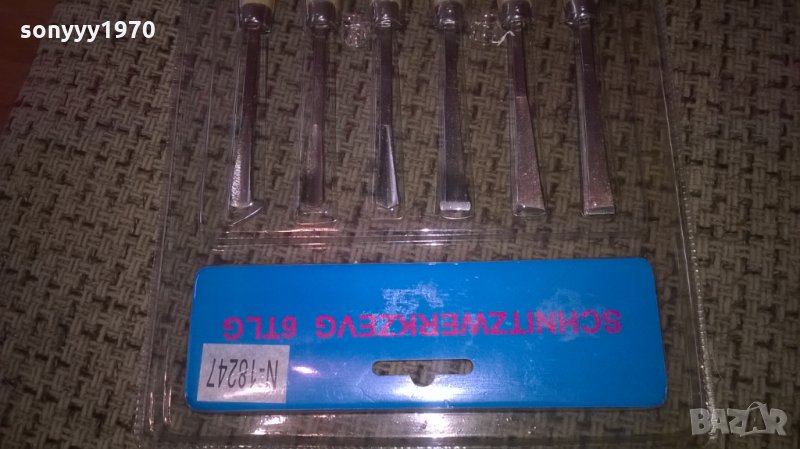 sonyyy1970
SCHNITZWERKZEVG 6TLG
N-18247
BAZAR